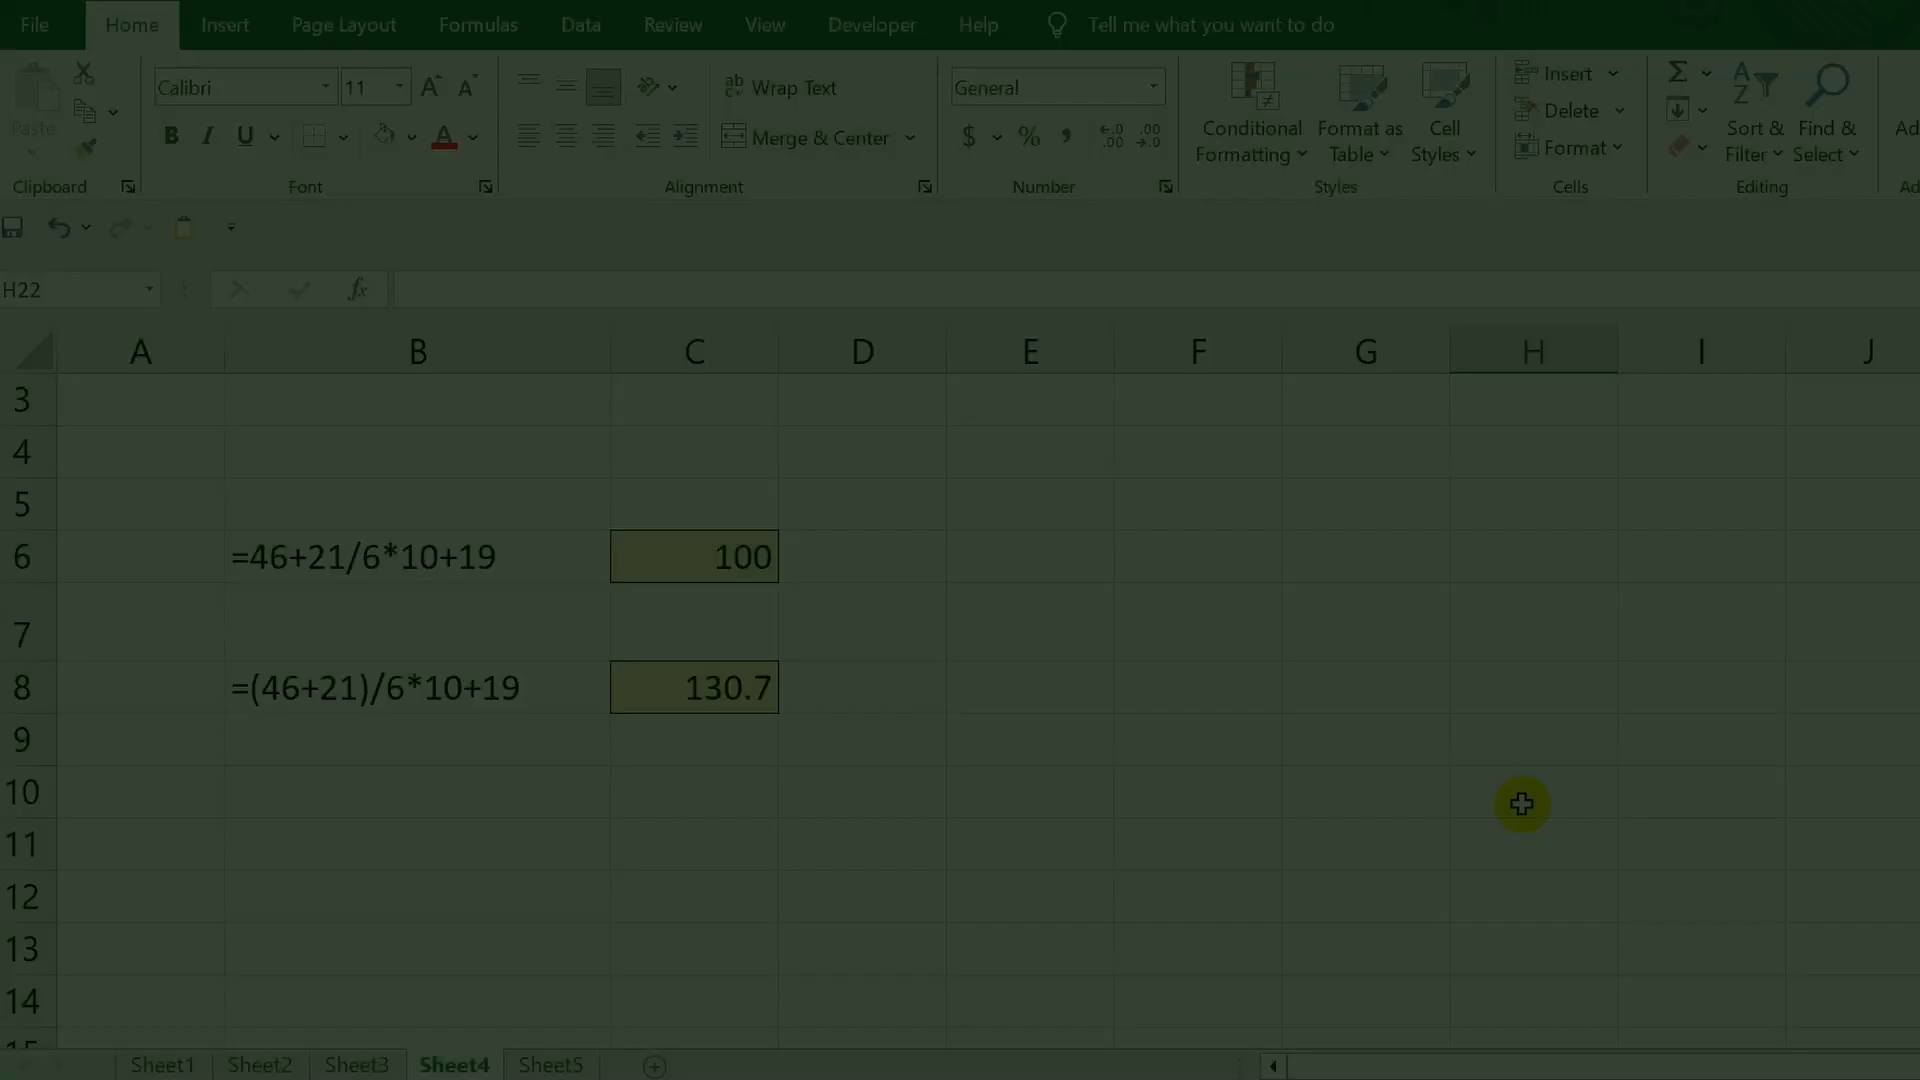 File Home Insert Page Layout Formulas Data Review View Developer Help Tell me what you want to do
Paste
Calibri 11
B I U
ab Wrap Text
Merge & Center
General
$ %
Conditional Formatting
Format as Table
Cell Styles
Insert
Delete
Format
Sort & Filter
Find & Select
Clipboard Font Alignment Number Styles Cells Editing
H22 fx
A B C D E F G H I J
3
4
5
6 =46+21/6*10+19 100
7
8 =(46+21)/6*10+19 130.7
9
10
11
12
13
14
15
Sheet1 Sheet2 Sheet3 Sheet4 Sheet5